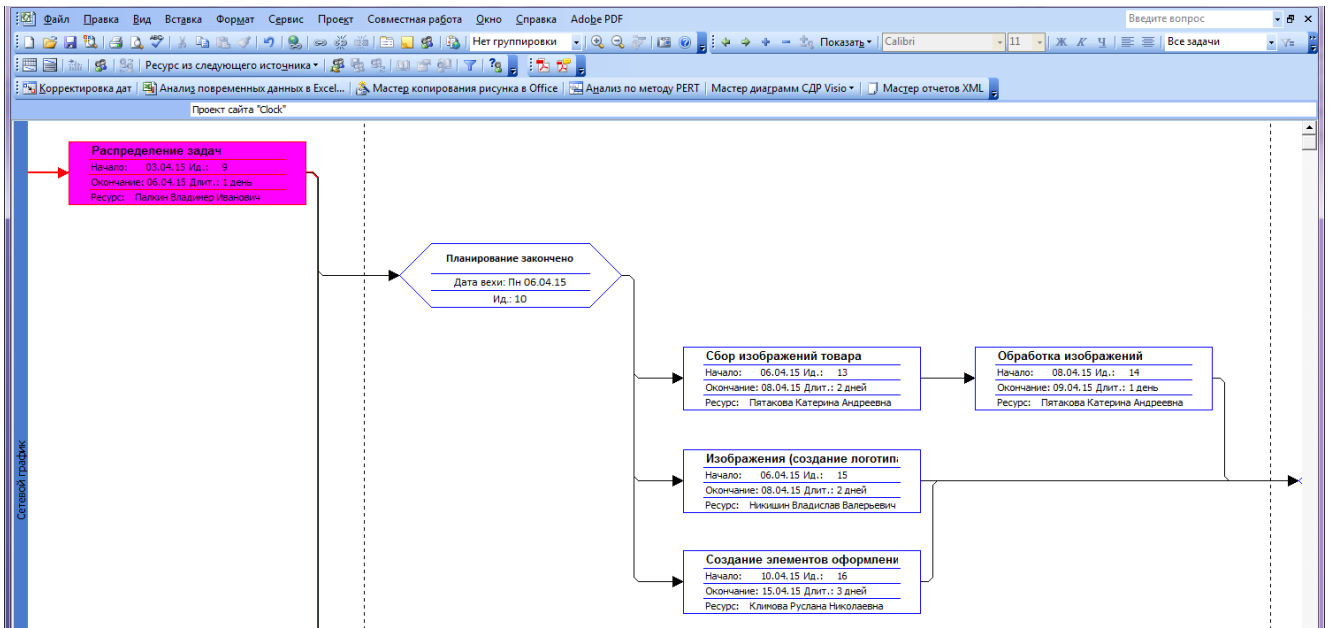 Файл Правка Вид Вставка Формат Сервис Проект Совместная работа Окно Справка Adobe PDF Введите вопрос
Нет группировки Показать Calibri 11 Ж К Ч Все задачи
Ресурс из следующего источника
Корректировка дат Анализ повременных данных в Excel... Мастер копирования рисунка в Office Анализ по методу PERT Мастер диаграмм СДР Visio Мастер отчетов XML
Проект сайта "Clock"
Распределение задач
Начало: 03.04.15 Ид.: 9
Окончание: 06.04.15 Длит.: 1 день
Ресурс: Палкин Владимер Иванович
Планирование закончено
Дата вехи: Пн 06.04.15
Ид.: 10
Сбор изображений товара
Начало: 06.04.15 Ид.: 13
Окончание: 08.04.15 Длит.: 2 дней
Ресурс: Пятакова Катерина Андреевна
Обработка изображений
Начало: 08.04.15 Ид.: 14
Окончание: 09.04.15 Длит.: 1 день
Ресурс: Пятакова Катерина Андреевна
Изображения (создание логотип
Начало: 06.04.15 Ид.: 15
Окончание: 08.04.15 Длит.: 2 дней
Ресурс: Никишин Владислав Валерьевич
Создание элементов оформлени
Начало: 10.04.15 Ид.: 16
Окончание: 15.04.15 Длит.: 3 дней
Ресурс: Климова Руслана Николаевна
Сетевой график